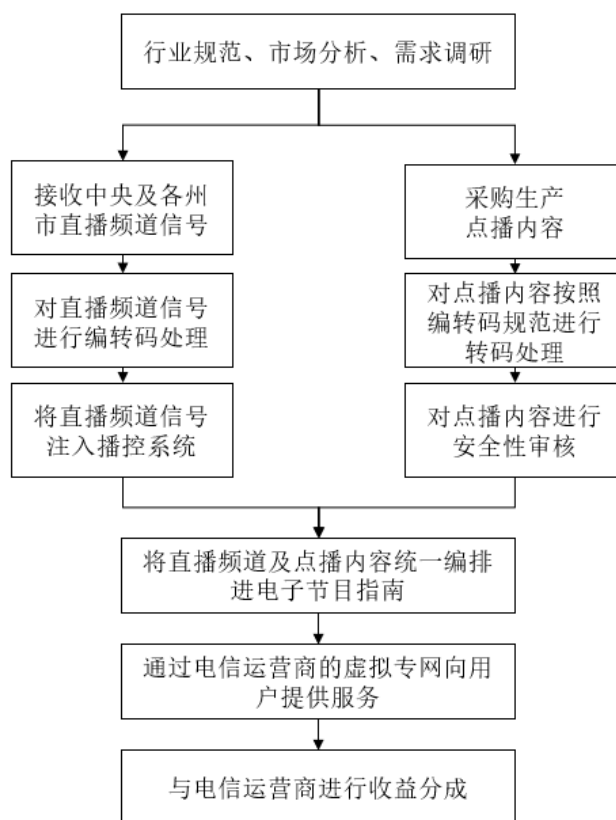 行业规范、市场分析、需求调研
接收中央及各州
市直播频道信号
对直播频道信号
进行编转码处理
将直播频道信号
注入播控系统
采购生产
点播内容
对点播内容按照
编转码规范进行
转码处理
对点播内容进行
安全性审核
将直播频道及点播内容统一编排
进电子节目指南
通过电信运营商的虚拟专网向用
户提供服务
与电信运营商进行收益分成